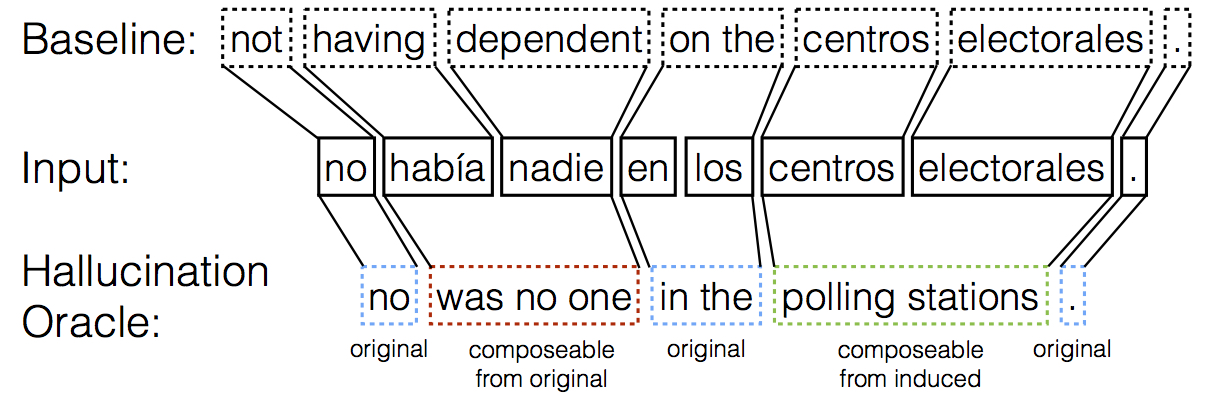 Baseline: not having dependent on the centros electorales .
Input: no había nadie en los centros electorales .
Hallucination
Oracle: no was no one in the polling stations .
original composeable original composeable original
from original from induced